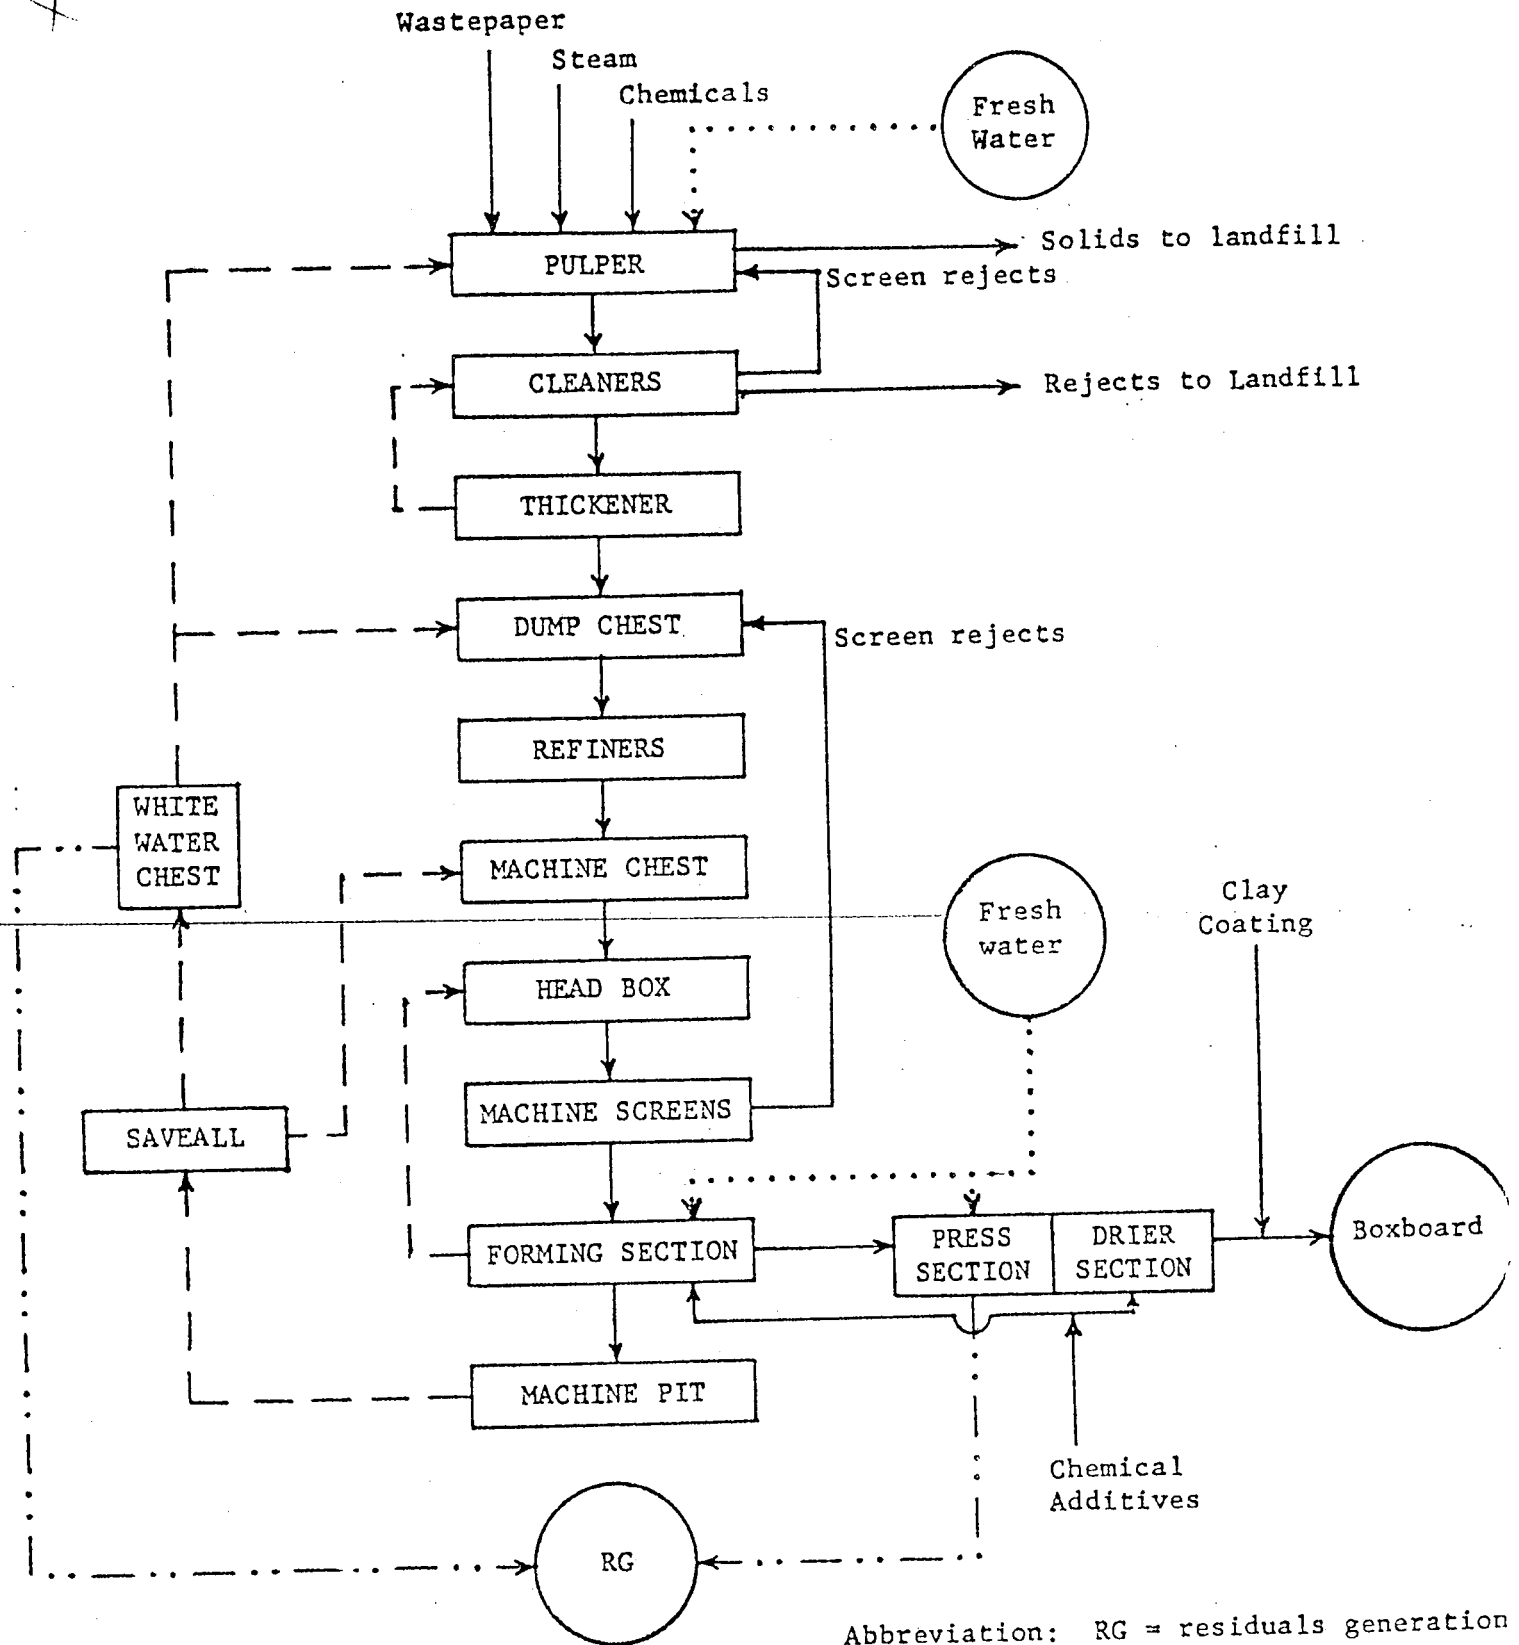 Wastepaper
Steam
Chemicals
Fresh
Water
Solids to landfill
PULPER
Screen rejects
CLEANERS
Rejects to Landfill
THICKENER
DUMP CHEST
Screen rejects
REFINERS
WHITE
WATER
CHEST
MACHINE CHEST
Fresh
water
Clay
Coating
HEAD BOX
MACHINE SCREENS
SAVEALL
FORMING SECTION
PRESS
SECTION
DRIER
SECTION
Boxboard
MACHINE PIT
Chemical
Additives
RG
Abbreviation: RG = residuals generation